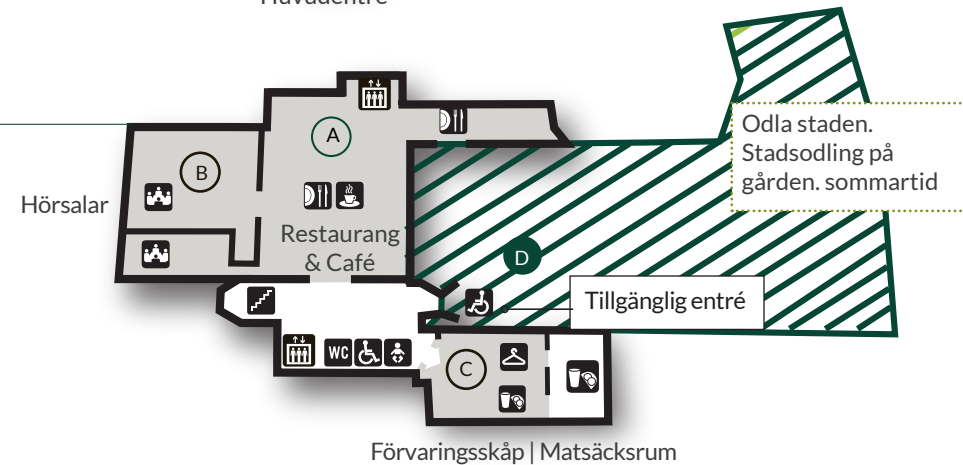 Huvudentré
Odla staden.
Stadsodling på
gården. sommartid
A
B
Hörsalar
Restaurang
& Café
D
Tillgänglig entré
WC
C
Förvaringsskåp | Matsäcksrum